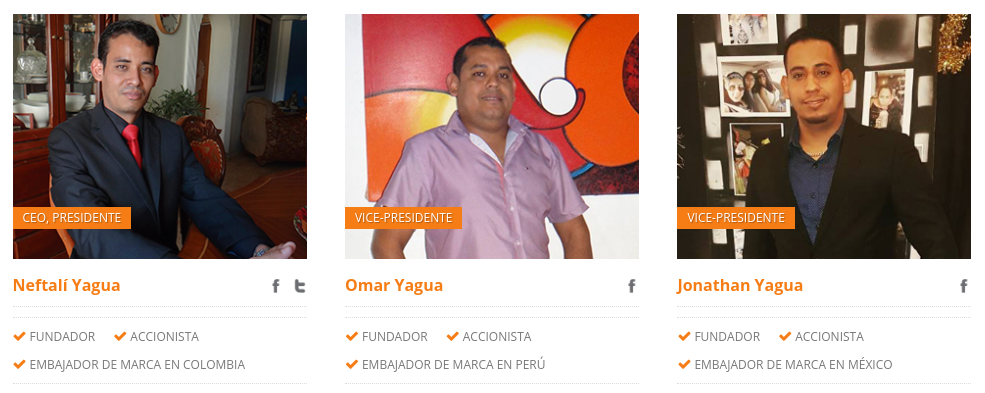 CEO, PRESIDENTE
VICE-PRESIDENTE
VICE-PRESIDENTE
Neftalí Yagua
Omar Yagua
Jonathan Yagua
FUNDADOR ACCIONISTA
EMBAJADOR DE MARCA EN COLOMBIA
FUNDADOR ACCIONISTA
EMBAJADOR DE MARCA EN PERÚ
FUNDADOR ACCIONISTA
EMBAJADOR DE MARCA EN MÉXICO